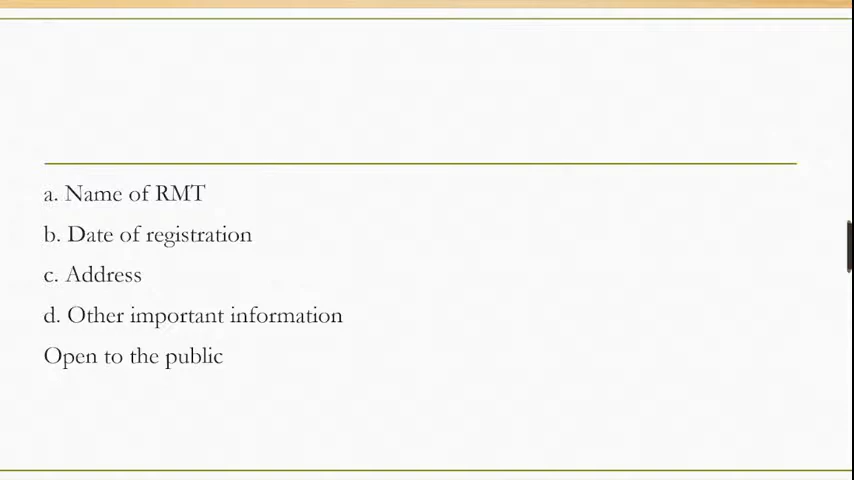 a. Name of RMT
b. Date of registration
c. Address
d. Other important information
Open to the public